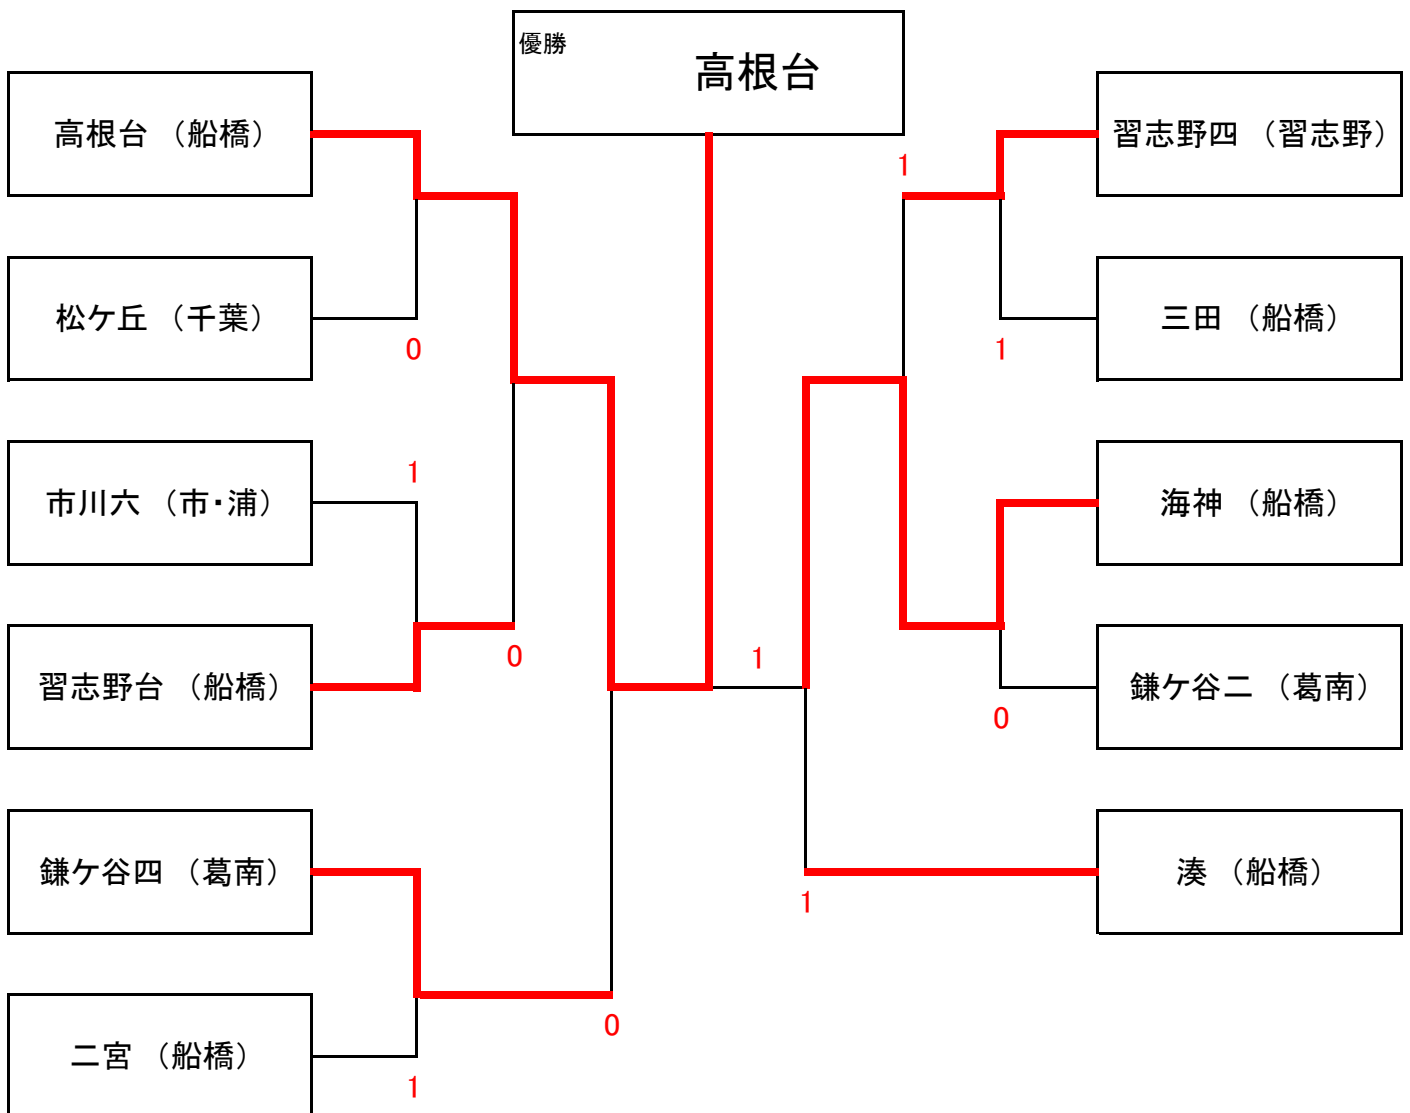 優勝
高根台
高根台 （船橋）
習志野四 （習志野）
1
松ケ丘 （千葉）
三田 （船橋）
0
1
市川六 （市・浦）
1
海神 （船橋）
習志野台 （船橋）
0
1
鎌ケ谷二 （葛南）
0
鎌ケ谷四 （葛南）
湊 （船橋）
1
0
二宮 （船橋）
1